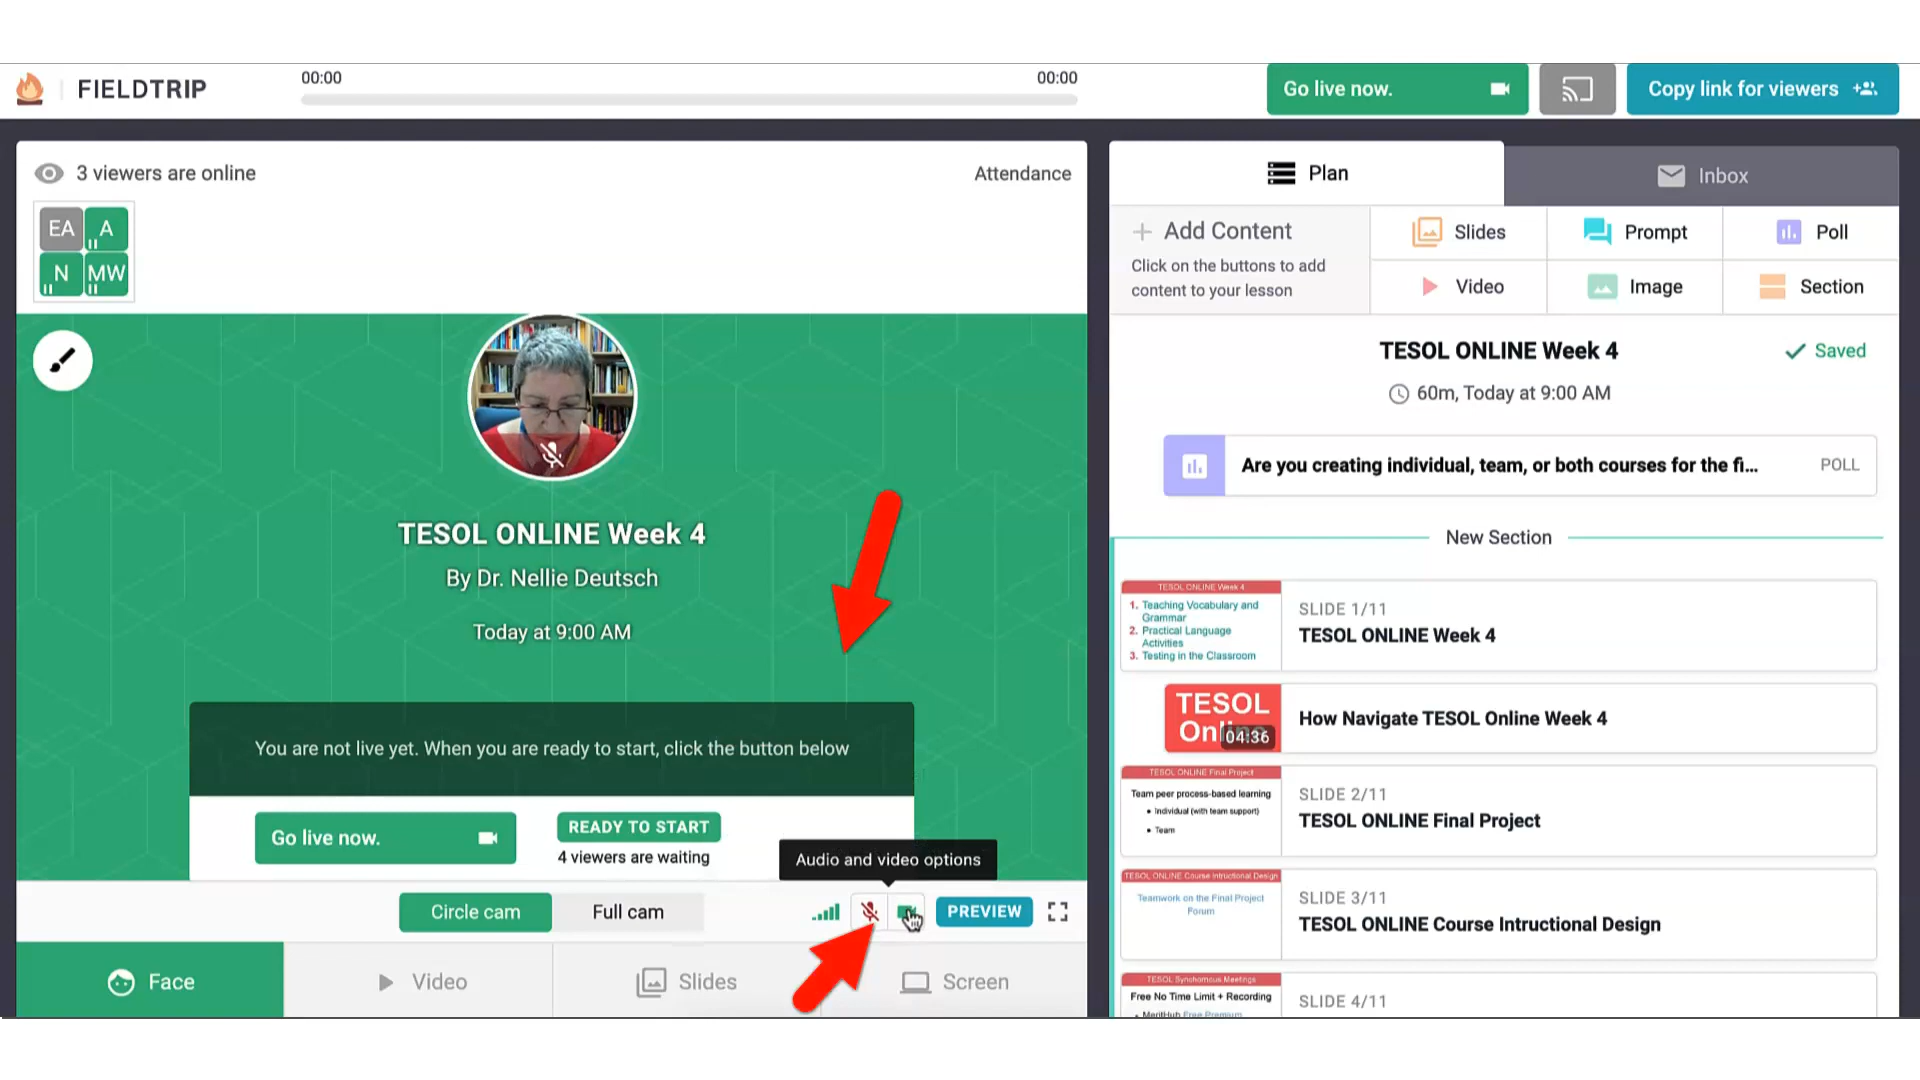 FIELDTRIP
00:00
00:00
Go live now.
Copy link for viewers
3 viewers are online
Attendance
EA
A
N
MW
TESOL ONLINE Week 4
By Dr. Nellie Deutsch
Today at 9:00 AM
You are not live yet. When you are ready to start, click the button below
Go live now.
READY TO START
4 viewers are waiting
Audio and video options
Circle cam
Full cam
PREVIEW
Face
Video
Slides
Screen
Plan
Inbox
Add Content
Click on the buttons to add
content to your lesson
Slides
Prompt
Poll
Video
Image
Section
TESOL ONLINE Week 4
Saved
60m, Today at 9:00 AM
Are you creating individual, team, or both courses for the fi...
POLL
New Section
TESOL ONLINE Week 4
1. Teaching Vocabulary and
Grammar
2. Practical Language
Activities
3. Testing in the Classroom
SLIDE 1/11
TESOL ONLINE Week 4
TESOL
04:36
How Navigate TESOL Online Week 4
TESOL ONLINE Final Project
Team peer process-based learning
• Individual (with team support)
• Team
SLIDE 2/11
TESOL ONLINE Final Project
TESOL ONLINE Course Intructional Design
Teamwork on the Final Project
Forum
SLIDE 3/11
TESOL ONLINE Course Intructional Design
TESOL Synchornous Meetings
Free No Time Limit + Recording
• MeritHub Free Premium
SLIDE 4/11